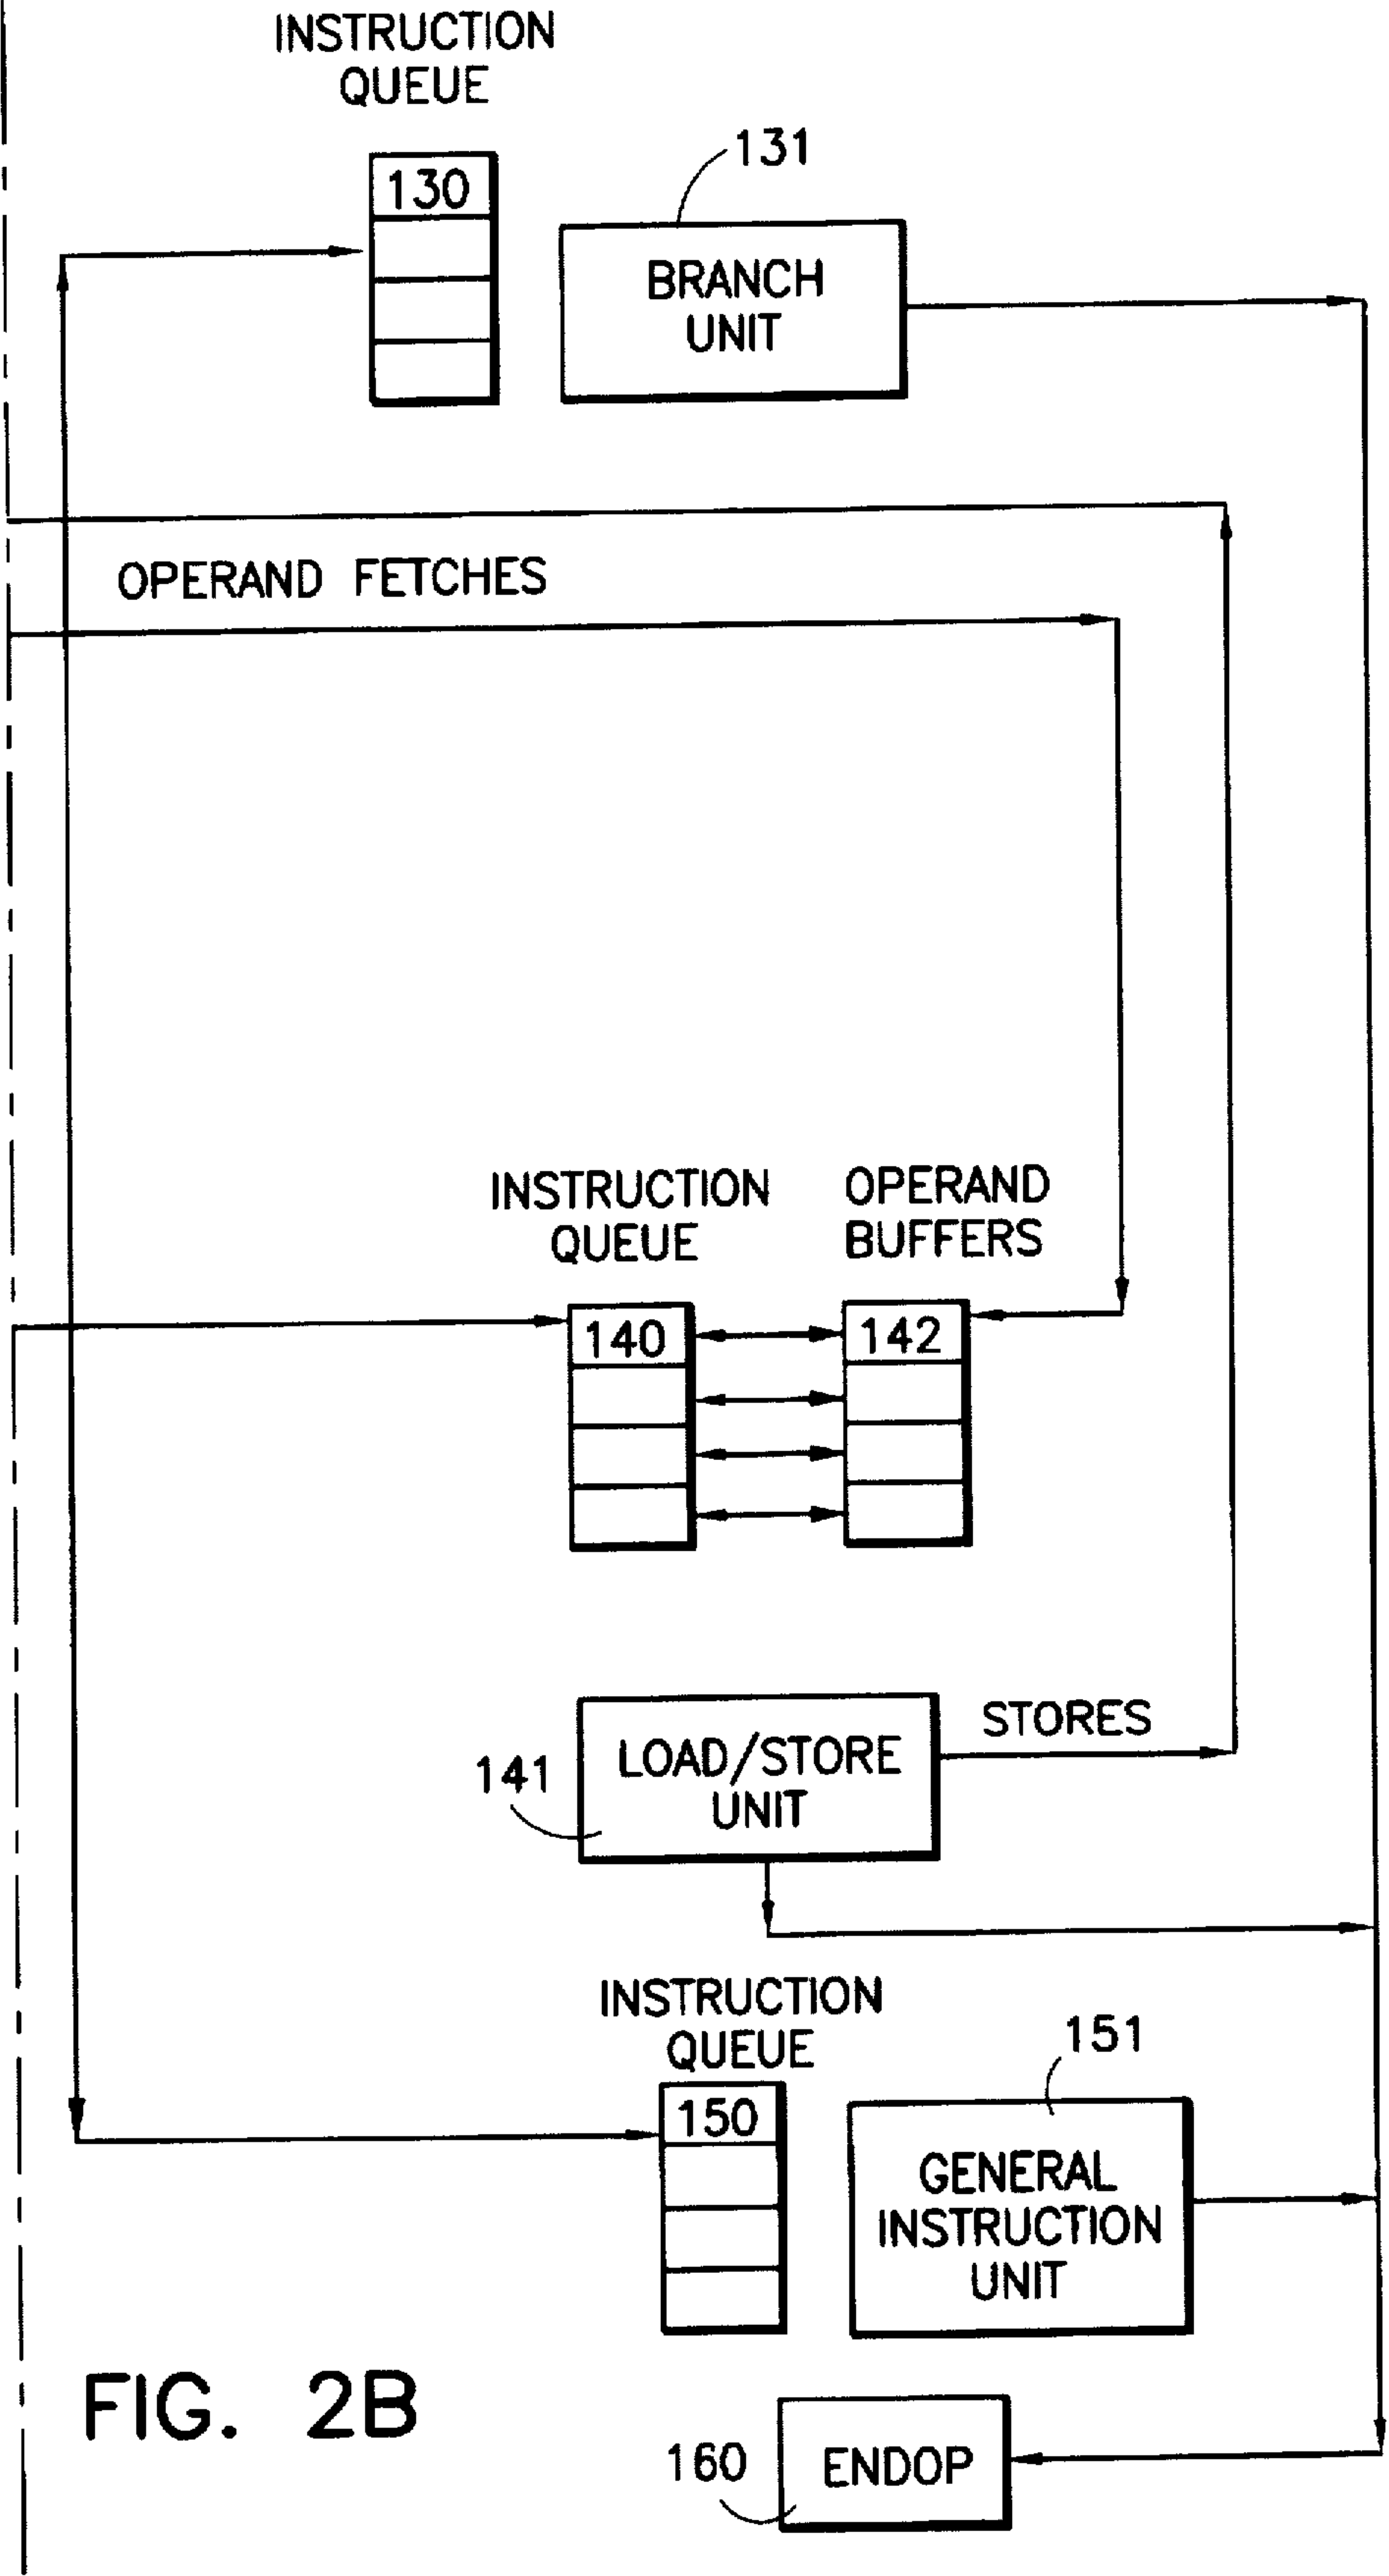 INSTRUCTION
QUEUE
130
131
BRANCH
UNIT
OPERAND FETCHES
INSTRUCTION
QUEUE
OPERAND
BUFFERS
140
142
STORES
LOAD/STORE
UNIT
141
INSTRUCTION
QUEUE
150
151
GENERAL
INSTRUCTION
UNIT
FIG. 2B
160
ENDOP